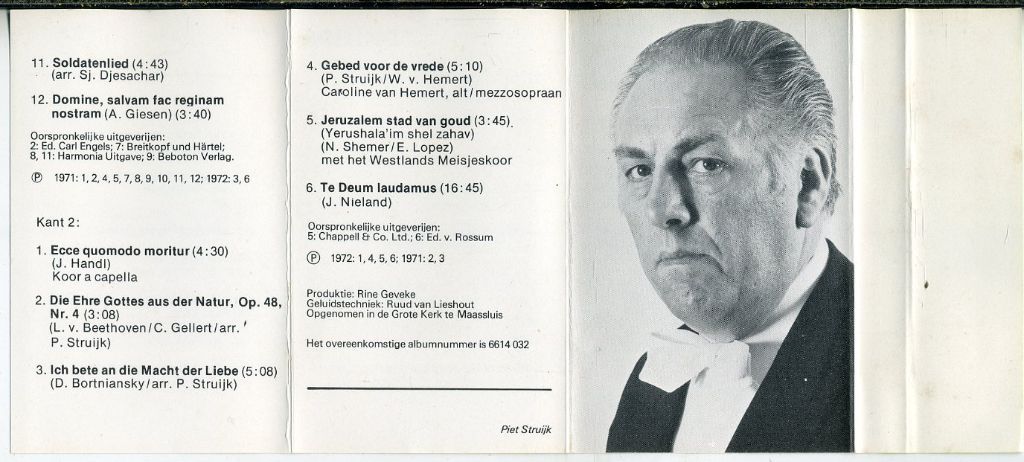 11. Soldatenlied (4:43)
(arr. Sj. Djesachar)
12. Domine, salvam fac reginam
nostram (A. Giesen) (3:40)
Oorspronkelijke uitgeverijen:
2: Ed. Carl Engels; 7: Breitkopf und Härtel;
8, 11: Harmonia Uitgave; 9: Beboton Verlag.
Ⓟ 1971: 1, 2, 4, 5, 7, 8, 9, 10, 11, 12; 1972: 3, 6
Kant 2:
1. Ecce quomodo moritur (4:30)
(J. Handl)
Koor a capella
2. Die Ehre Gottes aus der Natur, Op. 48,
Nr. 4 (3:08)
(L. v. Beethoven/C. Gellert/arr.
P. Struijk)
3. Ich bete an die Macht der Liebe (5:08)
(D. Bortniansky/arr. P. Struijk)
4. Gebed voor de vrede (5:10)
(P. Struijk/W. v. Hemert)
Caroline van Hemert, alt/mezzosopraan
5. Jeruzalem stad van goud (3:45)
(Yerushala'im shel zahav)
(N. Shemer/E. Lopez)
met het Westlands Meisjeskoor
6. Te Deum laudamus (16:45)
(J. Nieland)
Oorspronkelijke uitgeverijen:
5: Chappell & Co. Ltd.; 6: Ed. v. Rossum
Ⓟ 1972: 1, 4, 5, 6; 1971: 2, 3
Produktie: Rine Geveke
Geluidstechniek: Ruud van Lieshout
Opgenomen in de Grote Kerk te Maassluis
Het overeenkomstige albumnummer is 6614 032
Piet Struijk